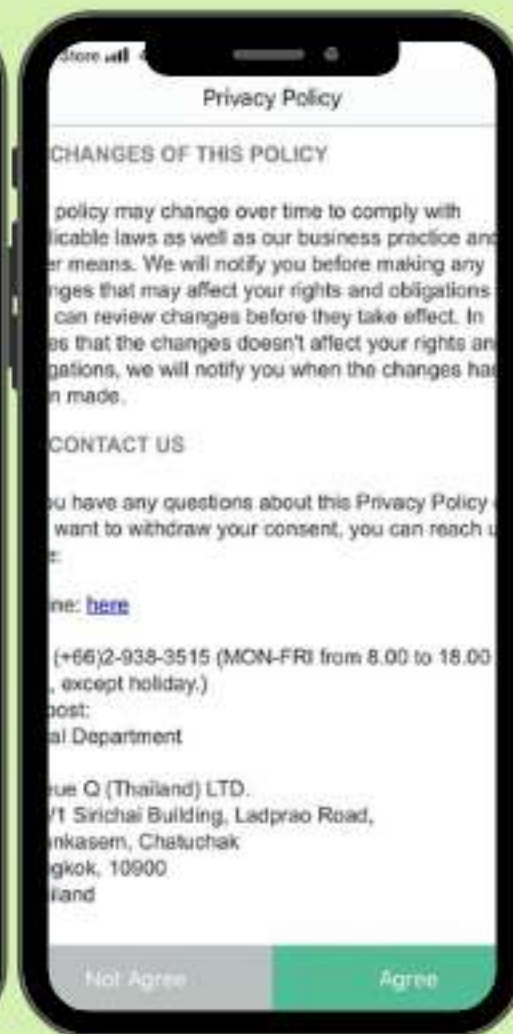 Store
Privacy Policy
CHANGES OF THIS POLICY
policy may change over time to comply with
licable laws as well as our business practice and
er means. We will notify you before making any
nges that may affect your rights and obligations
can review changes before they take effect. In
es that the changes doesn't affect your rights an
gations, we will notify you when the changes ha
n made.
CONTACT US
u have any questions about this Privacy Policy
want to withdraw your consent, you can reach u
e:
ne: here
(+66)2-938-3515 (MON-FRI from 8.00 to 18.00
, except holiday.)
post:
al Department
ue Q (Thailand) LTD.
/1 Sirichai Building, Ladprao Road,
nkasem, Chatuchak
gkok, 10900
iland
Not Agree
Agree